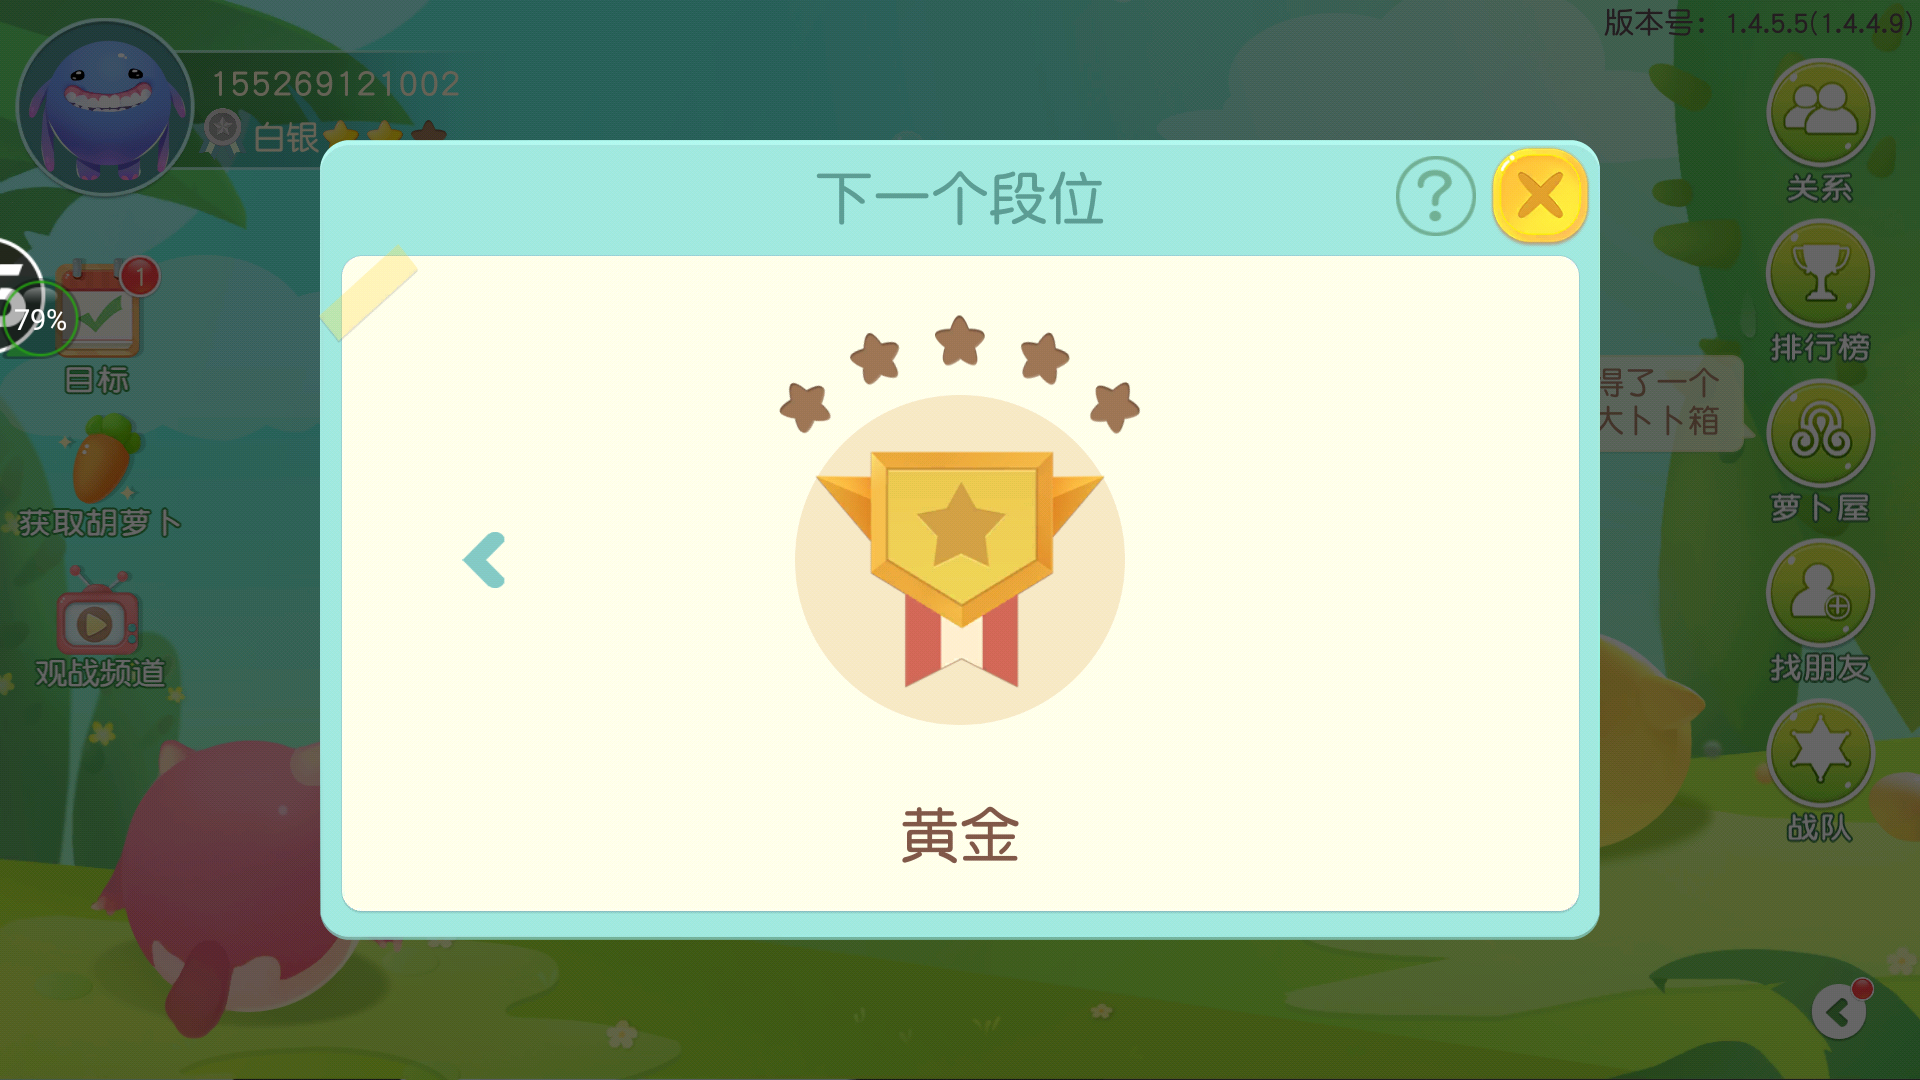 版本号：1.4.5.5(1.4.4.9)
155269121002
白银
下一个段位
?
关系
1
79%
目标
排行榜
得了一个
大卜卜箱
获取胡萝卜
萝卜屋
观战频道
找朋友
黄金
战队